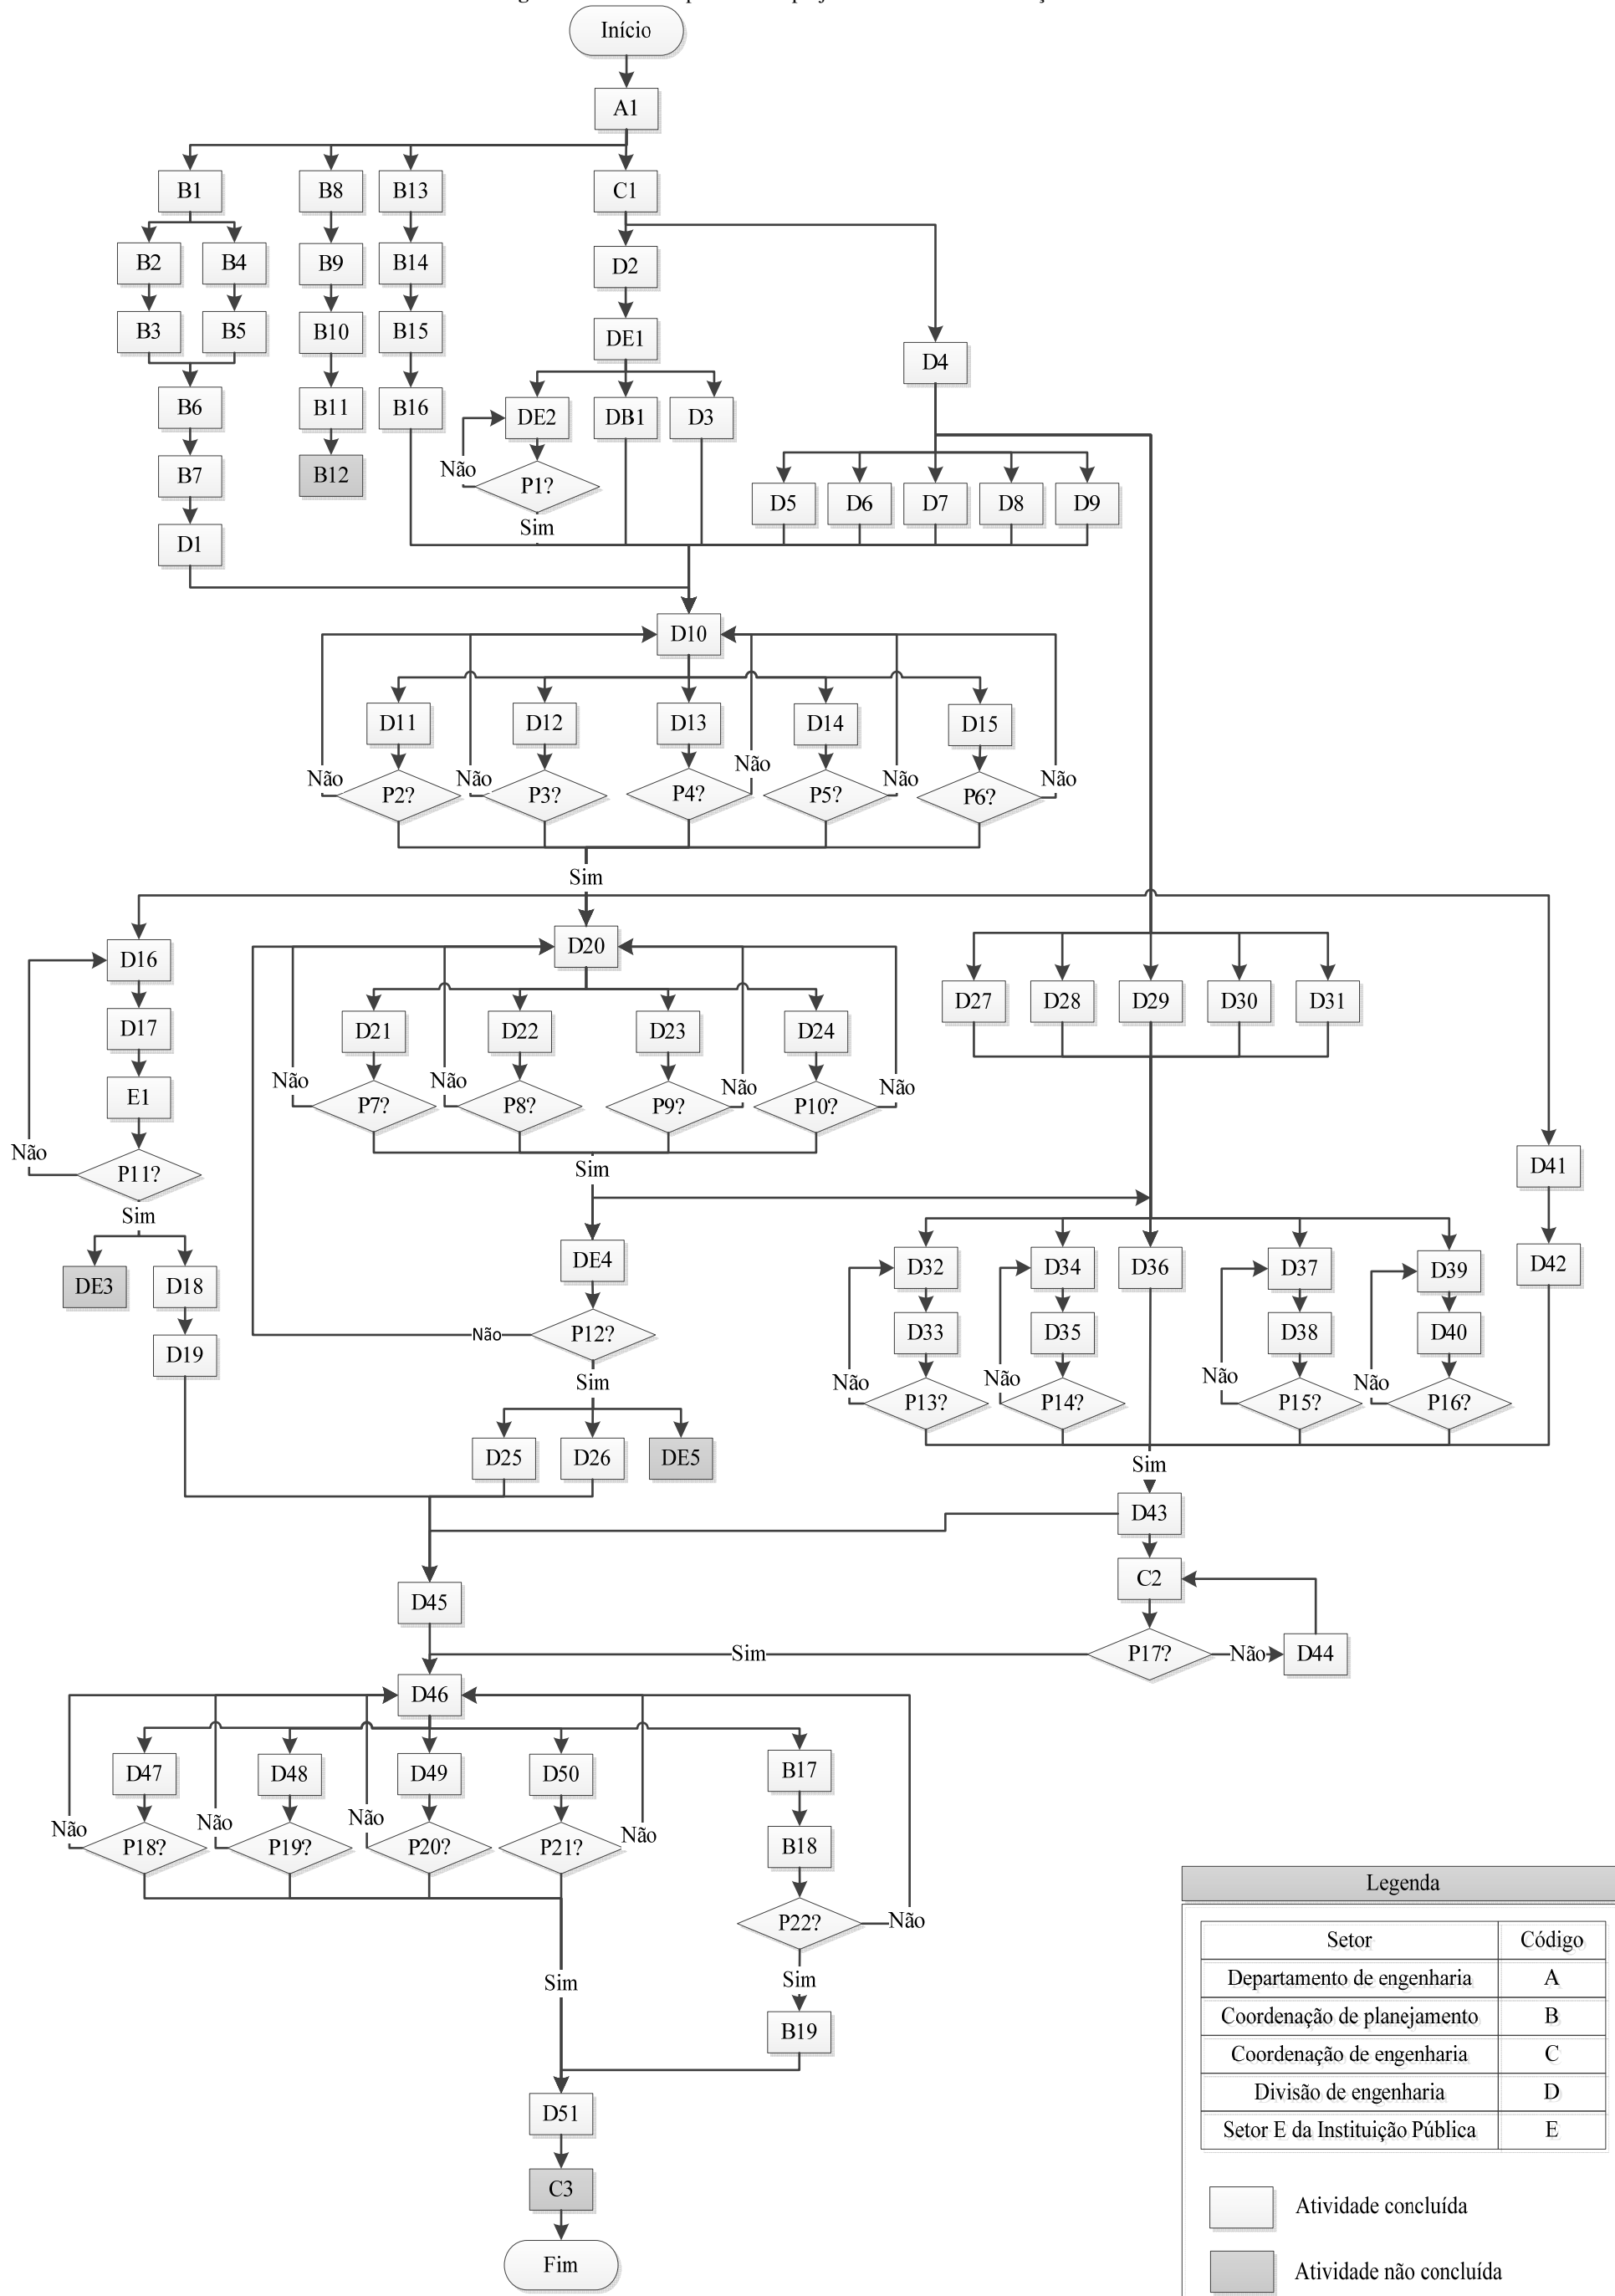 Início
A1
B1
B8
B13
C1
B2
B4
B9
B14
D2
B3
B5
B10
B15
DE1
D4
B6
B11
B16
DE2
DB1
D3
Não
B7
B12
P1?
D5
D6
D7
D8
D9
Sim
D1
D10
D11
D12
D13
D14
D15
Não
Não
Não
Não
Não
P2?
P3?
P4?
P5?
P6?
Sim
D16
D20
D17
D21
D22
D23
D24
D27
D28
D29
D30
D31
E1
Não
Não
Não
Não
P7?
P8?
P9?
P10?
Não
P11?
Sim
D41
Sim
DE3
D18
DE4
D32
D34
D36
D37
D39
D42
D19
Não
P12?
D33
D35
D38
D40
Sim
Não
Não
Não
Não
P13?
P14?
P15?
P16?
D25
D26
DE5
Sim
D43
C2
D45
Sim
P17?
Não
D44
D46
D47
D48
D49
D50
B17
Não
Não
Não
Não
P18?
P19?
P20?
P21?
B18
P22?
Não
Sim
Sim
B19
D51
C3
Fim
Legenda
Setor Código
Departamento de engenharia A
Coordenação de planejamento B
Coordenação de engenharia C
Divisão de engenharia D
Setor E da Instituição Pública E
Atividade concluída
Atividade não concluída